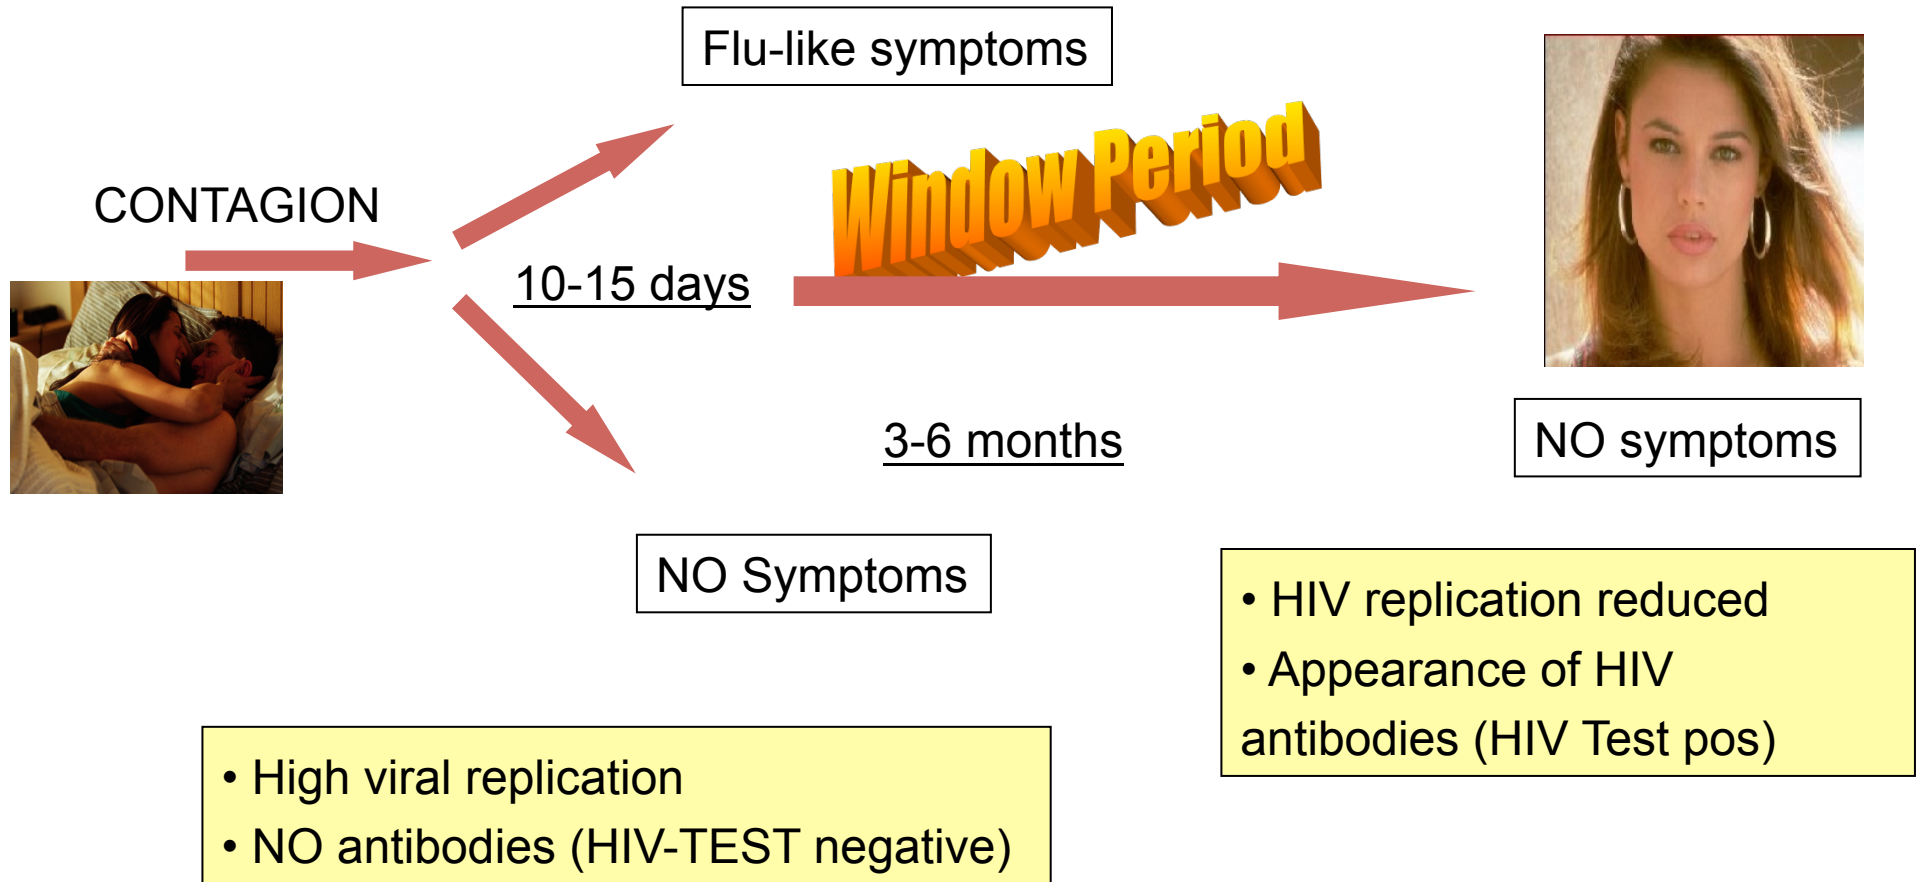 Flu-like symptoms
Window Period
CONTAGION
10-15 days
3-6 months
NO symptoms
NO Symptoms
• HIV replication reduced
• Appearance of HIV
antibodies (HIV Test pos)
• High viral replication
• NO antibodies (HIV-TEST negative)